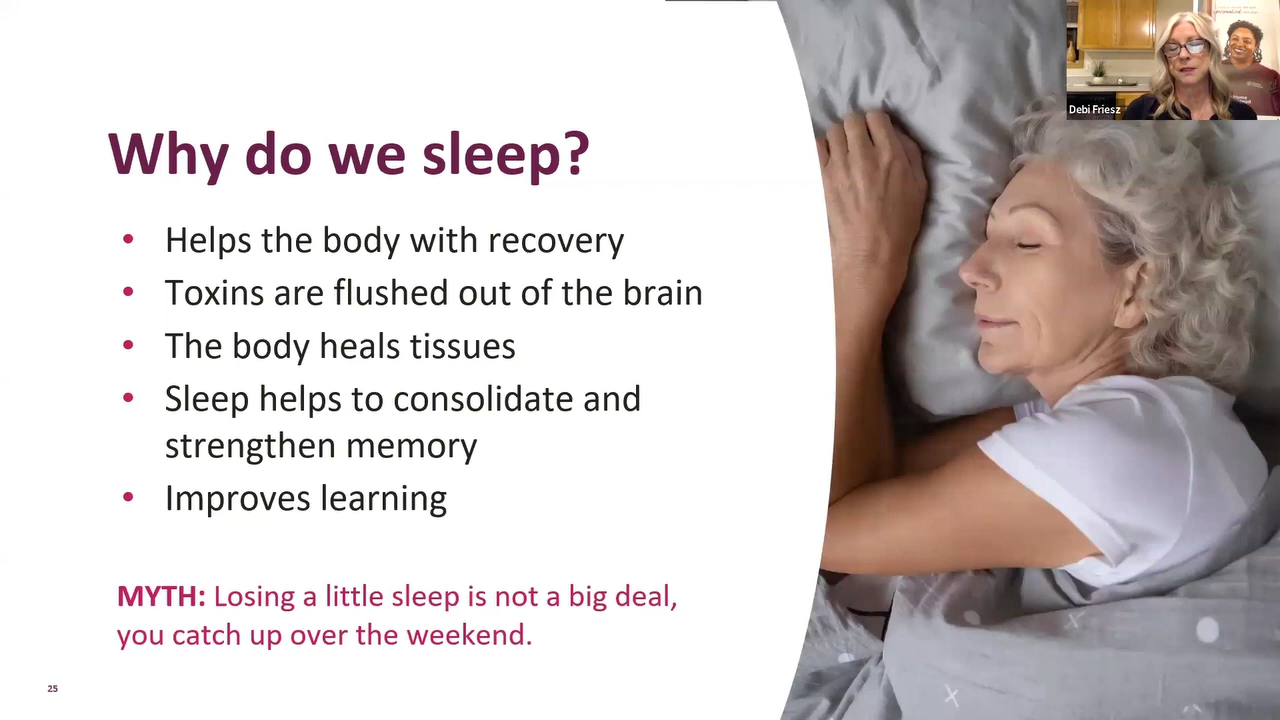 Why do we sleep?
• Helps the body with recovery
• Toxins are flushed out of the brain
• The body heals tissues
• Sleep helps to consolidate and
strengthen memory
• Improves learning
MYTH: Losing a little sleep is not a big deal,
you catch up over the weekend.
25
Debi Friesz
Home